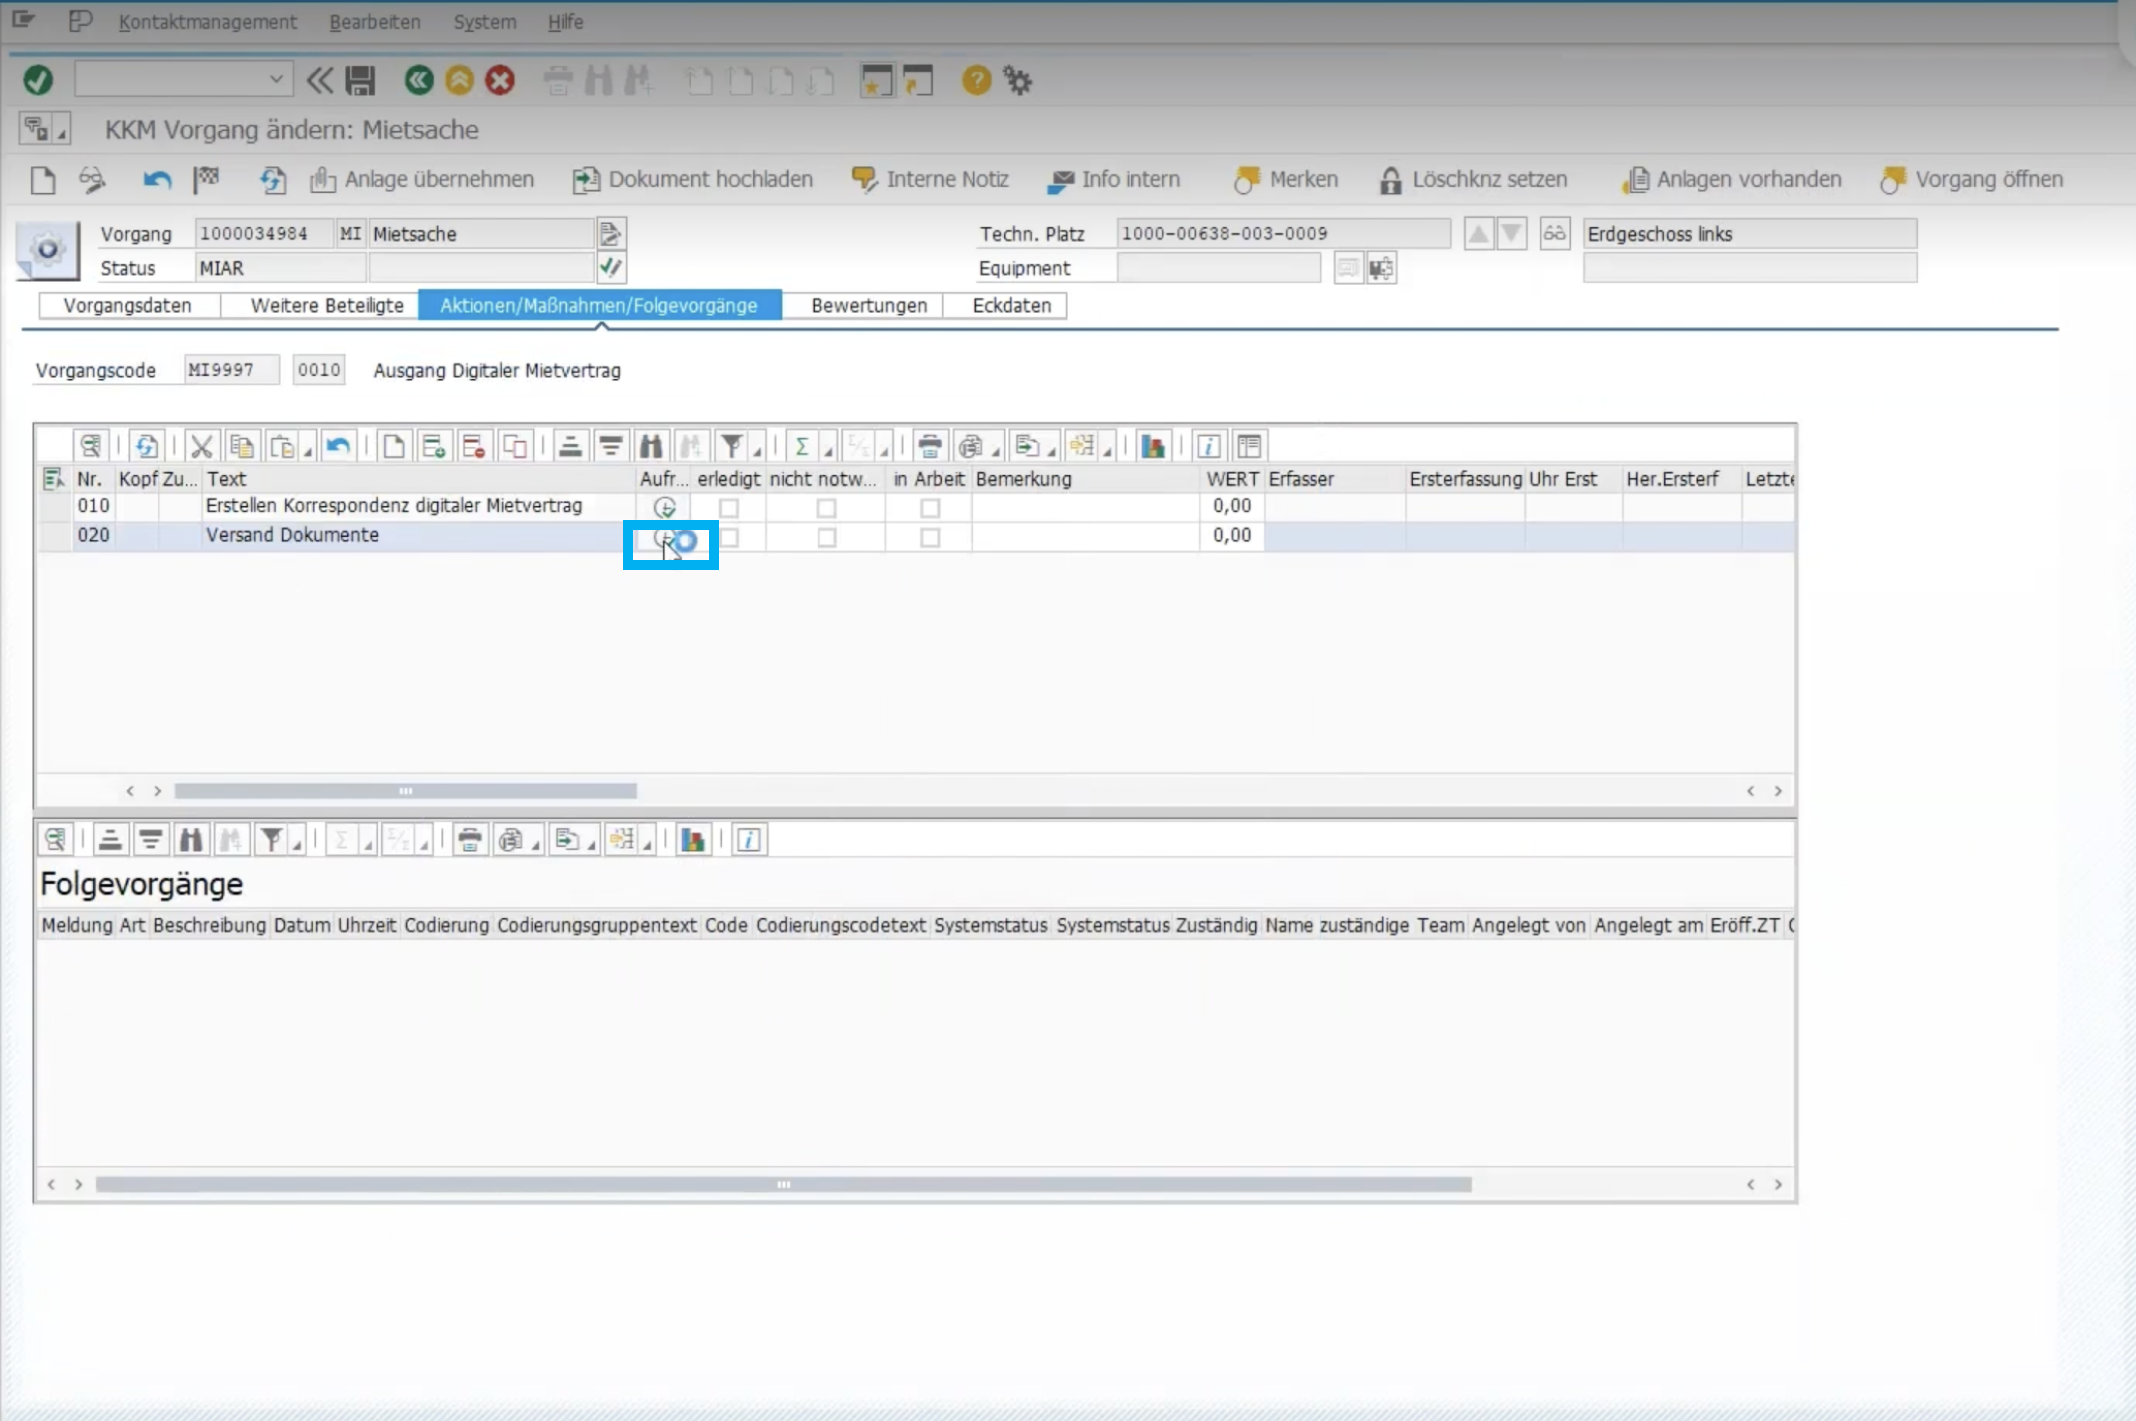 Kontaktmanagement Bearbeiten System Hilfe
KKM Vorgang ändern: Mietsache
Anlage übernehmen Dokument hochladen Interne Notiz Info intern Merken Löschknz setzen Anlagen vorhanden Vorgang öffnen
Vorgang 1000034984 MI Mietsache Techn. Platz 1000-00638-003-0009 Erdgeschoss links
Status MIAR Equipment
Vorgangsdaten Weitere Beteiligte Aktionen/Maßnahmen/Folgevorgänge Bewertungen Eckdaten
Vorgangscode MI9997 0010 Ausgang Digitaler Mietvertrag
Nr. Kopf Zu... Text Aufr... erledigt nicht notw... in Arbeit Bemerkung WERT Erfasser Ersterfassung Uhr Erst Her.Ersterf Letzte
010 Erstellen Korrespondenz digitaler Mietvertrag 0,00
020 Versand Dokumente 0,00
Folgevorgänge
Meldung Art Beschreibung Datum Uhrzeit Codierung Codierungsgruppentext Code Codierungscodetext Systemstatus Systemstatus Zuständig Name zuständige Team Angelegt von Angelegt am Eröff.ZT